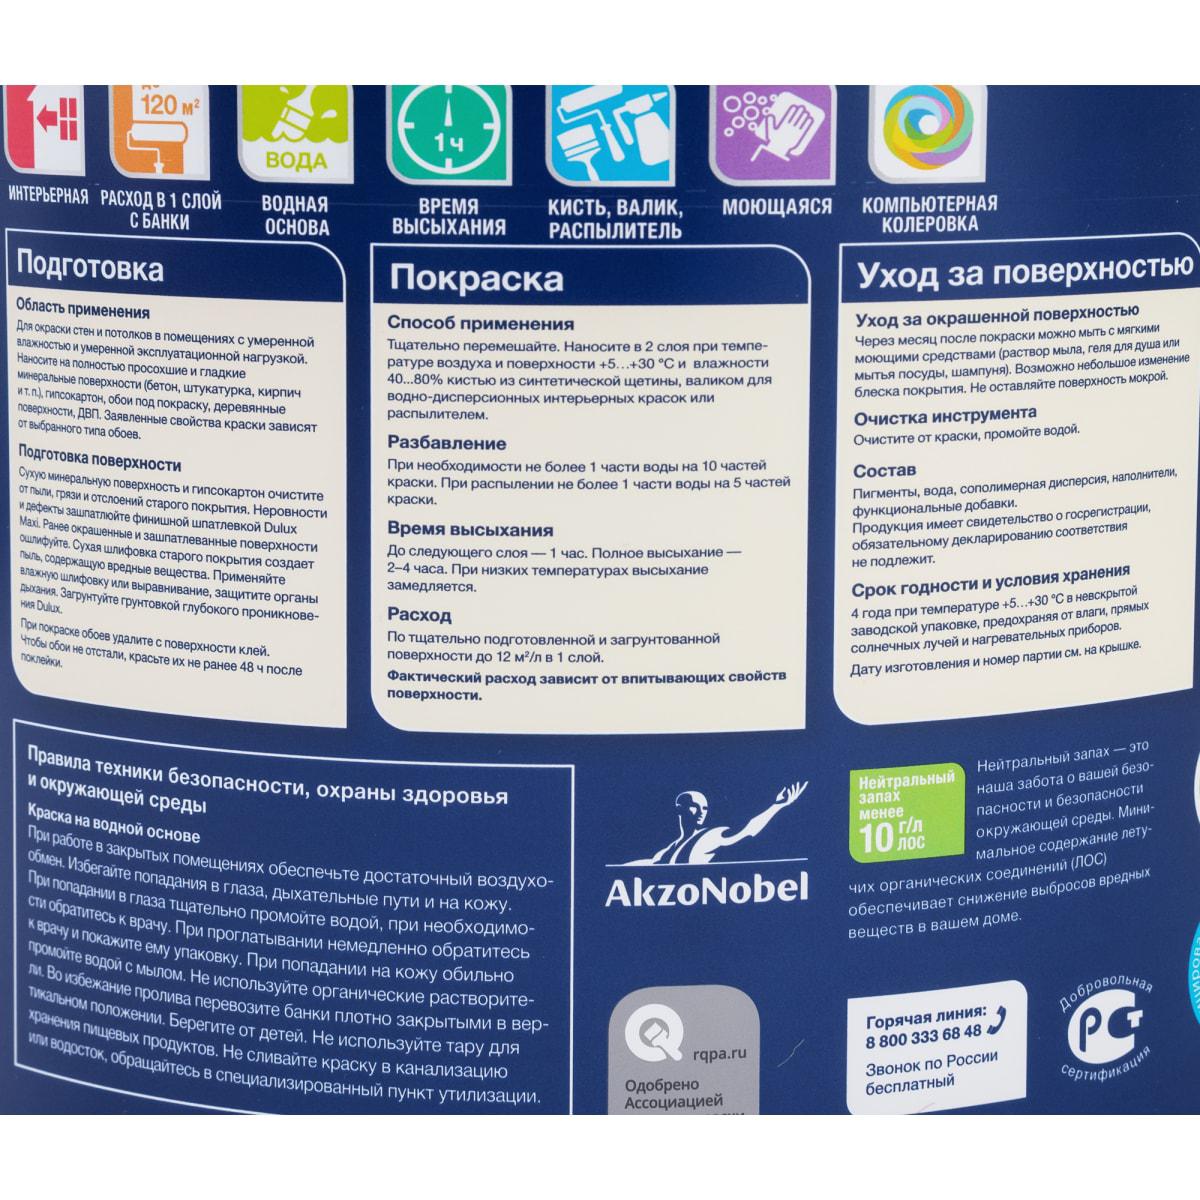 до
120 м²
ВОДА
1 ч
ИНТЕРЬЕРНАЯ
РАСХОД В 1 СЛОЙ
С БАНКИ
ВОДНАЯ
ОСНОВА
ВРЕМЯ
ВЫСЫХАНИЯ
КИСТЬ, ВАЛИК,
РАСПЫЛИТЕЛЬ
МОЮЩАЯСЯ
КОМПЬЮТЕРНАЯ
КОЛЕРОВКА
Подготовка
Область применения
Для окраски стен и потолков в помещениях с умеренной
влажностью и умеренной эксплуатационной нагрузкой.
Наносите на полностью просохшие и гладкие
минеральные поверхности (бетон, штукатурка, кирпич
и т. п.), гипсокартон, обои под покраску, деревянные
поверхности, ДВП. Заявленные свойства краски зависят
от выбранного типа обоев.
Подготовка поверхности
Сухую минеральную поверхность и гипсокартон очистите
от пыли, грязи и отслоений старого покрытия. Неровности
и дефекты зашпатлюйте финишной шпатлевкой Dulux
Maxi. Ранее окрашенные и зашпатлеванные поверхности
ошлифуйте. Сухая шлифовка старого покрытия создает
пыль, содержащую вредные вещества. Применяйте
влажную шлифовку или выравнивание, защитите органы
дыхания. Загрунтуйте грунтовкой глубокого проникнове-
ния Dulux.
При покраске обоев удалите с поверхности клей.
Чтобы обои не отстали, красьте их не ранее 48 ч после
поклейки.
Покраска
Способ применения
Тщательно перемешайте. Наносите в 2 слоя при темпе-
ратуре воздуха и поверхности +5...+30 °С и влажности
40...80% кистью из синтетической щетины, валиком для
водно-дисперсионных интерьерных красок или
распылителем.
Разбавление
При необходимости не более 1 части воды на 10 частей
краски. При распылении не более 1 части воды на 5 частей
краски.
Время высыхания
До следующего слоя — 1 час. Полное высыхание —
2–4 часа. При низких температурах высыхание
замедляется.
Расход
По тщательно подготовленной и загрунтованной
поверхности до 12 м²/л в 1 слой.
Фактический расход зависит от впитывающих свойств
поверхности.
Уход за поверхностью
Уход за окрашенной поверхностью
Через месяц после покраски можно мыть с мягкими
моющими средствами (раствор мыла, геля для душа или
мытья посуды, шампуня). Возможно небольшое изменение
блеска покрытия. Не оставляйте поверхность мокрой.
Очистка инструмента
Очистите от краски, промойте водой.
Состав
Пигменты, вода, сополимерная дисперсия, наполнители,
функциональные добавки.
Продукция имеет свидетельство о госрегистрации,
обязательному декларированию соответствия
не подлежит.
Срок годности и условия хранения
4 года при температуре +5...+30 °С в невскрытой
заводской упаковке, предохраняя от влаги, прямых
солнечных лучей и нагревательных приборов.
Дату изготовления и номер партии см. на крышке.
Правила техники безопасности, охраны здоровья
и окружающей среды
Краска на водной основе
При работе в закрытых помещениях обеспечьте достаточный воздухо-
обмен. Избегайте попадания в глаза, дыхательные пути и на кожу.
При попадании в глаза тщательно промойте водой, при необходимо-
сти обратитесь к врачу. При проглатывании немедленно обратитесь
к врачу и покажите ему упаковку. При попадании на кожу обильно
промойте водой с мылом. Не используйте органические растворите-
ли. Во избежание пролива перевозите банки плотно закрытыми в вер-
тикальном положении. Берегите от детей. Не используйте тару для
хранения пищевых продуктов. Не сливайте краску в канализацию
или водосток, обращайтесь в специализированный пункт утилизации.
AkzoNobel
rqpa.ru
Одобрено
Ассоциацией
Нейтральный
запах
менее
10 г/л
ЛОС
Нейтральный запах — это
наша забота о вашей безо-
пасности и безопасности
окружающей среды. Мини-
мальное содержание лету-
чих органических соединений (ЛОС)
обеспечивает снижение выбросов вредных
веществ в вашем доме.
Горячая линия:
8 800 333 68 48
Звонок по России
бесплатный
Добровольная
РСТ
сертификация